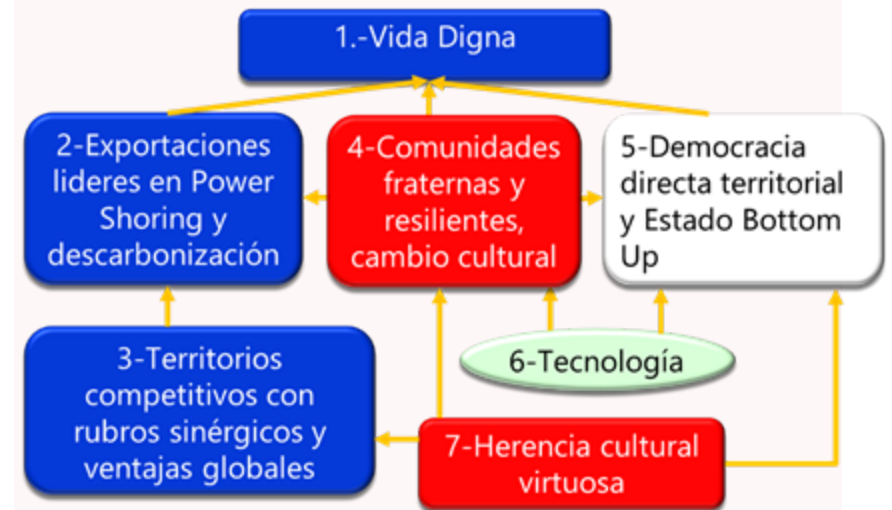 1.-Vida Digna
2-Exportaciones
lideres en Power
Shoring y
descarbonización
4-Comunidades
fraternas y
resilientes,
cambio cultural
5-Democracia
directa territorial
y Estado Bottom
Up
3-Territorios
competitivos con
rubros sinérgicos y
ventajas globales
6-Tecnología
7-Herencia cultural
virtuosa